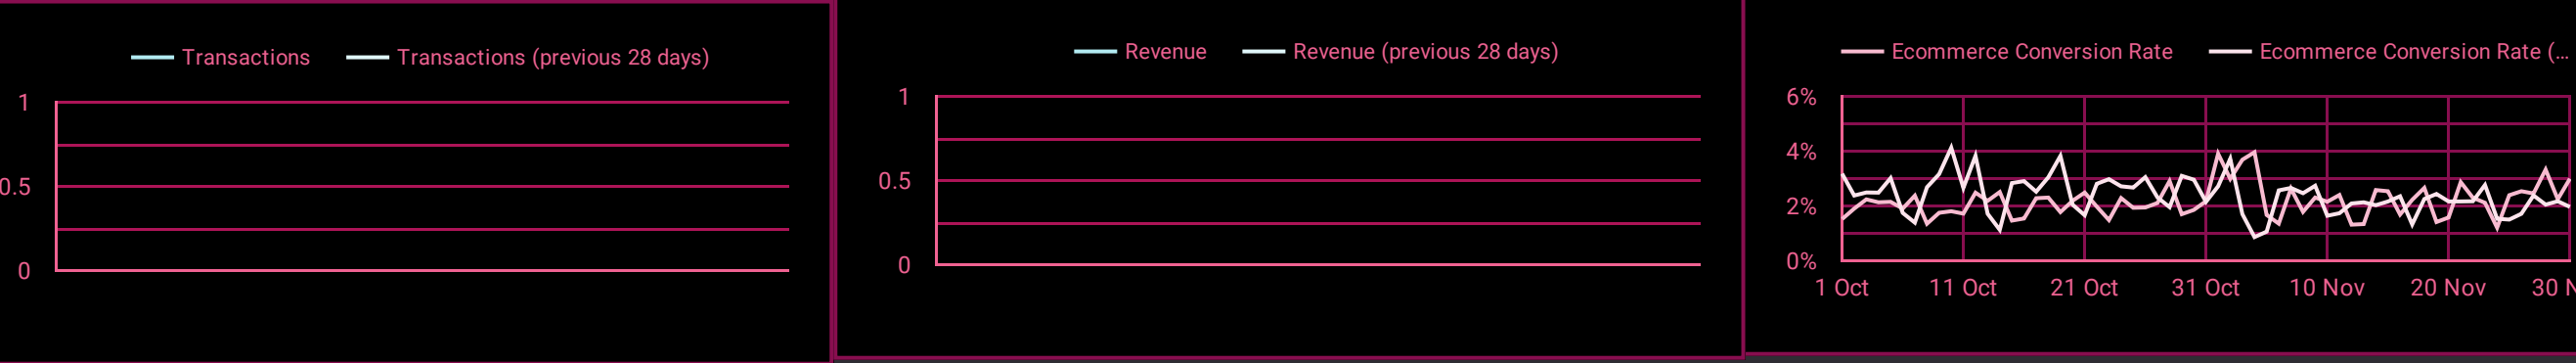 Transactions Transactions (previous 28 days)
1
0.5
0
Revenue Revenue (previous 28 days)
1
0.5
0
Ecommerce Conversion Rate Ecommerce Conversion Rate (...
6%
4%
2%
0%
1 Oct 11 Oct 21 Oct 31 Oct 10 Nov 20 Nov 30 N